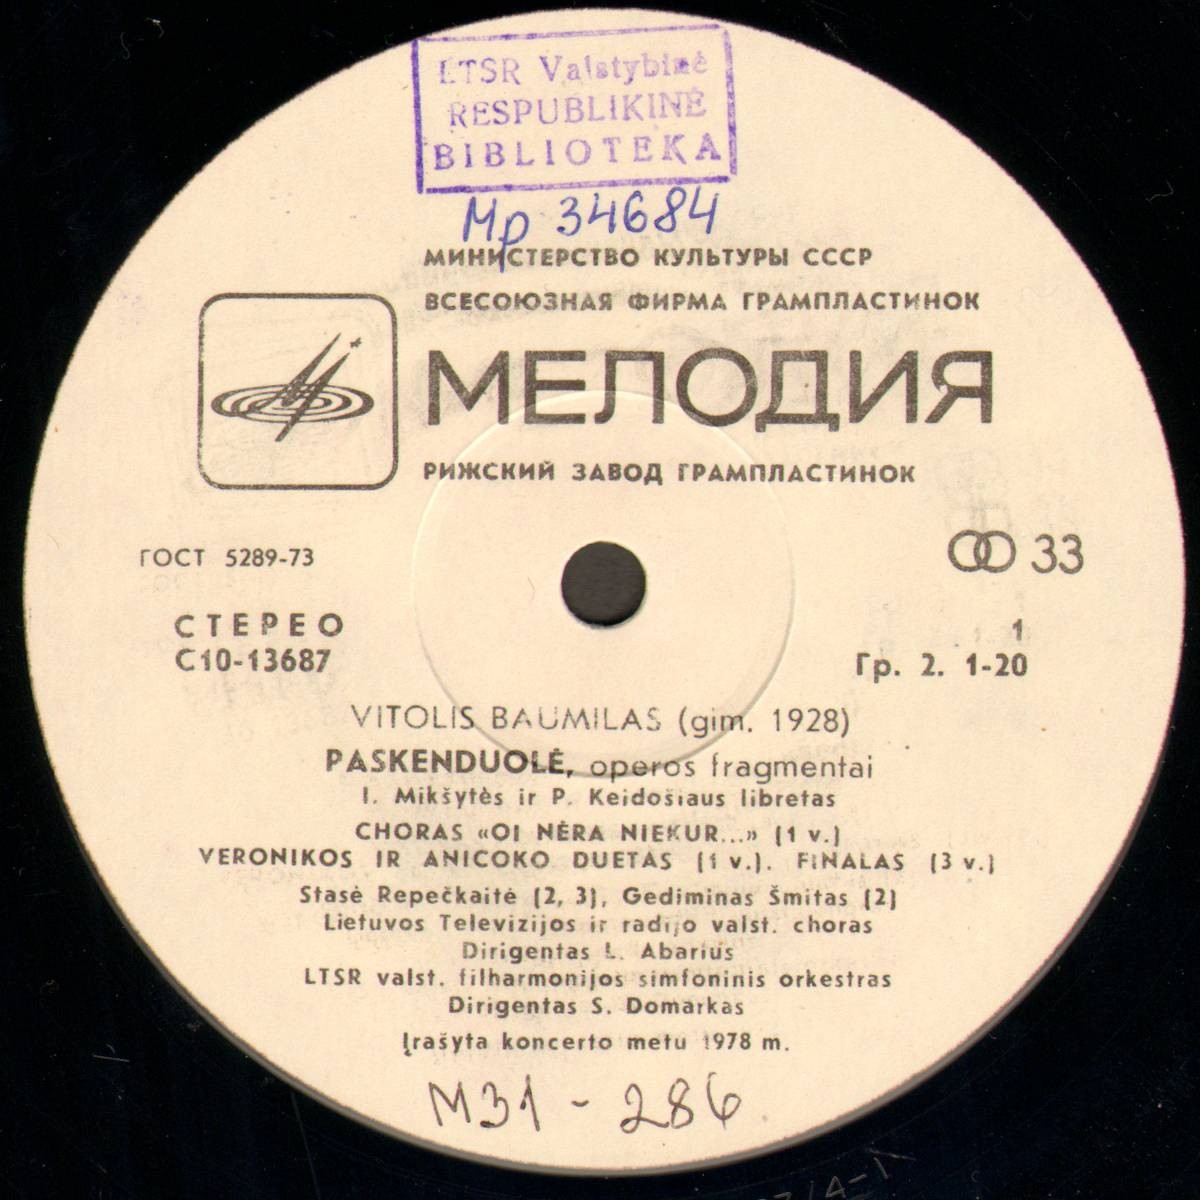 LTSR Valstybinė
RESPUBLIKINĖ
BIBLIOTEKA
Mp 34684
МИНИСТЕРСТВО КУЛЬТУРЫ СССР
ВСЕСОЮЗНАЯ ФИРМА ГРАМПЛАСТИНОК
МЕЛОДИЯ
РИЖСКИЙ ЗАВОД ГРАМПЛАСТИНОК
ГОСТ 5289-73
33
СТЕРЕО
1
С10-13687
Гр. 2. 1-20
VITOLIS BAUMILAS (gim. 1928)
PASKENDUOLĖ, operos fragmentai
I. Mikšytės ir P. Keidošiaus libretas
CHORAS «OI NĖRA NIEKUR...» (1 v.)
VERONIKOS IR ANICOKO DUETAS (1 v.). FINALAS (3 v.)
Stasė Repečkaitė (2, 3), Gediminas Šmitas (2)
Lietuvos Televizijos ir radijo valst. choras
Dirigentas L. Abarius
LTSR valst. filharmonijos simfoninis orkestras
Dirigentas S. Domarkas
Įrašyta koncerto metu 1978 m.
M31 - 286